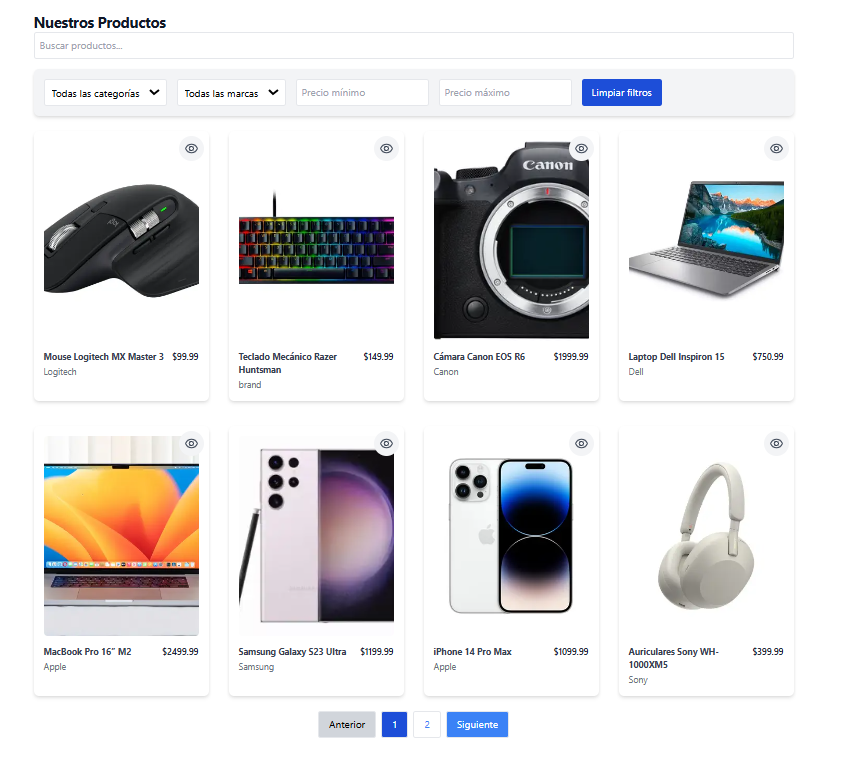 Nuestros Productos
Buscar productos...
Todas las categorías
Todas las marcas
Precio mínimo
Precio máximo
Limpiar filtros
Canon
Mouse Logitech MX Master 3 $99.99
Logitech
Teclado Mecánico Razer $149.99
Huntsman
brand
Cámara Canon EOS R6 $1999.99
Canon
Laptop Dell Inspiron 15 $750.99
Dell
MacBook Pro 16" M2 $2499.99
Apple
Samsung Galaxy S23 Ultra $1199.99
Samsung
iPhone 14 Pro Max $1099.99
Apple
Auriculares Sony WH- $399.99
1000XM5
Sony
Anterior
1
2
Siguiente